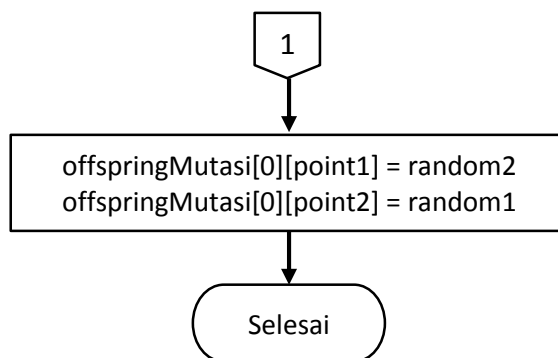 1
offspringMutasi[0][point1] = random2
offspringMutasi[0][point2] = random1
Selesai